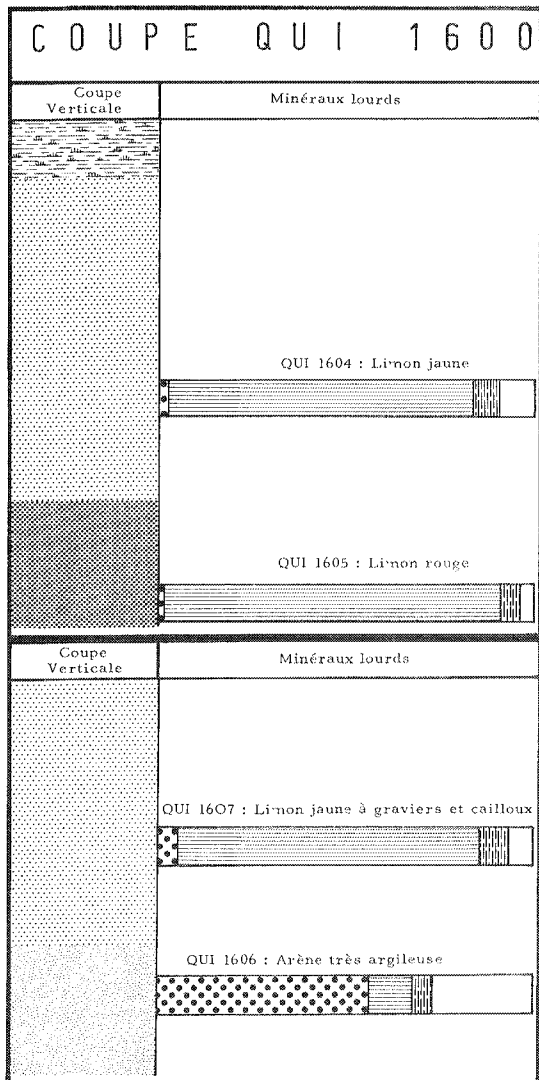 COUPE QUI 1600
Coupe
Verticale
Minéraux lourds
QUI 1604 : Limon jaune
QUI 1605 : Limon rouge
Coupe
Verticale
Minéraux lourds
QUI 1607 : Limon jaune à graviers et cailloux
QUI 1606 : Arène très argileuse